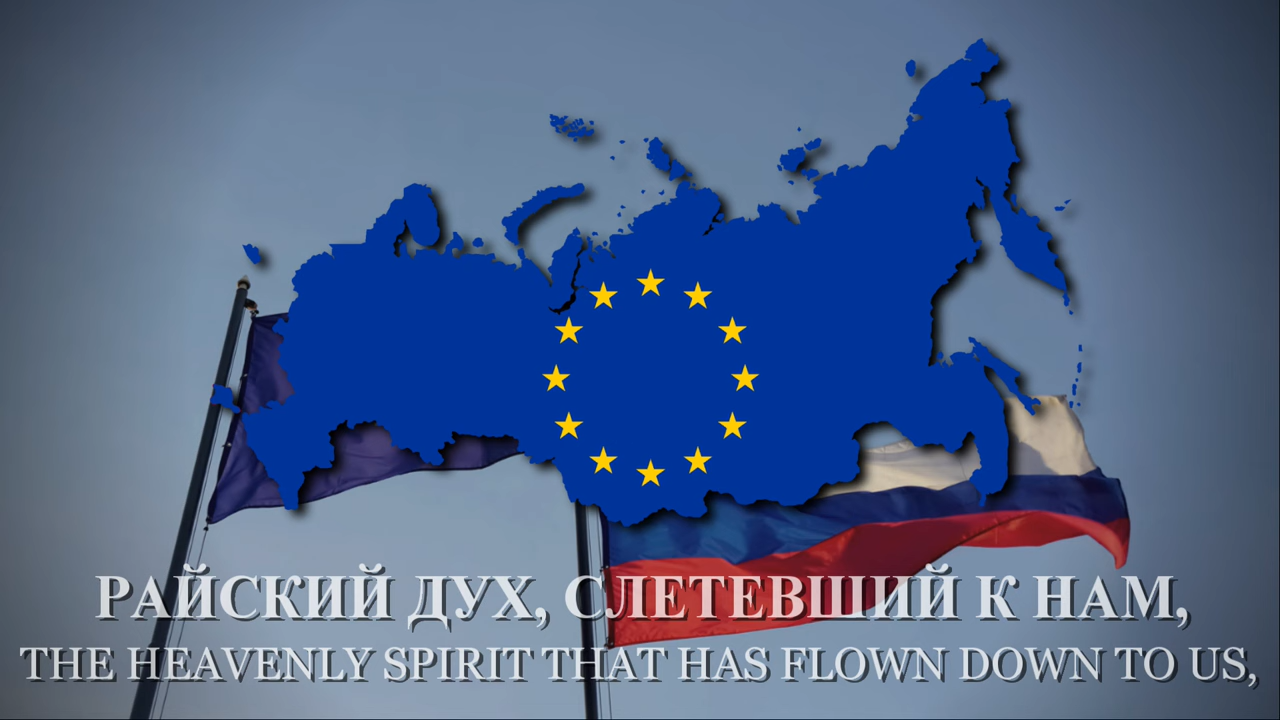 РАЙСКИЙ ДУХ, СЛЕТЕВШИЙ К НАМ,
THE HEAVENLY SPIRIT THAT HAS FLOWN DOWN TO US,